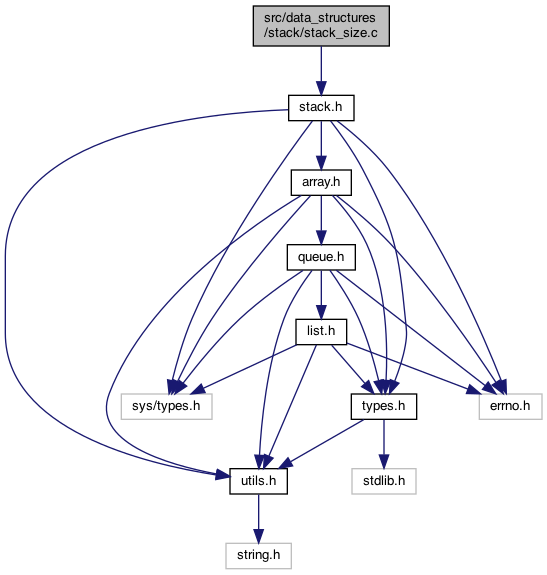 src/data_structures
/stack/stack_size.c
stack.h
array.h
queue.h
list.h
sys/types.h
types.h
errno.h
utils.h
stdlib.h
string.h